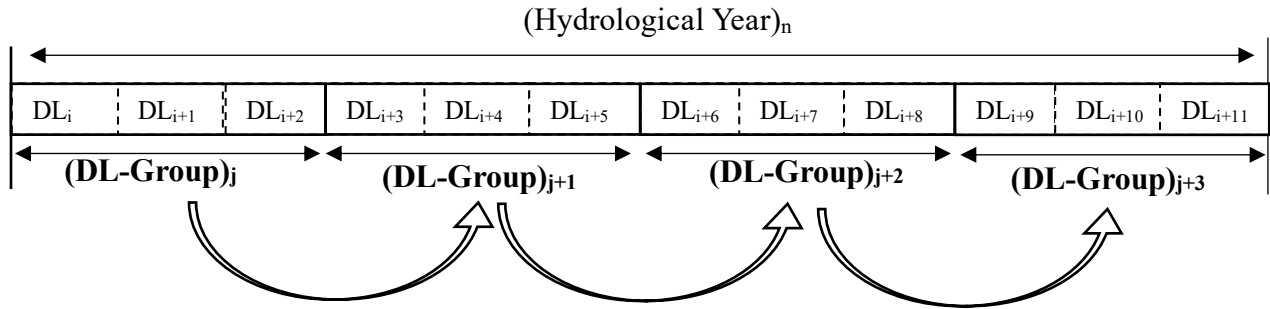 (Hydrological Year)n
DLi DLi+1 DLi+2 DLi+3 DLi+4 DLi+5 DLi+6 DLi+7 DLi+8 DLi+9 DLi+10 DLi+11
(DL-Group)j (DL-Group)j+1 (DL-Group)j+2 (DL-Group)j+3